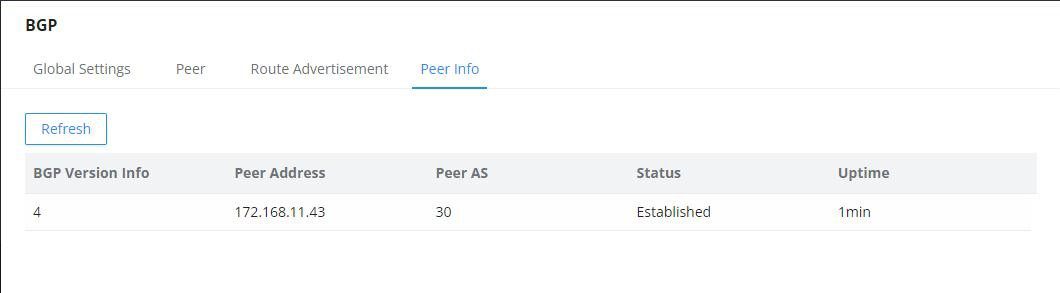 BGP
Global Settings Peer Route Advertisement Peer Info
Refresh
BGP Version Info Peer Address Peer AS Status Uptime
4 172.168.11.43 30 Established 1min